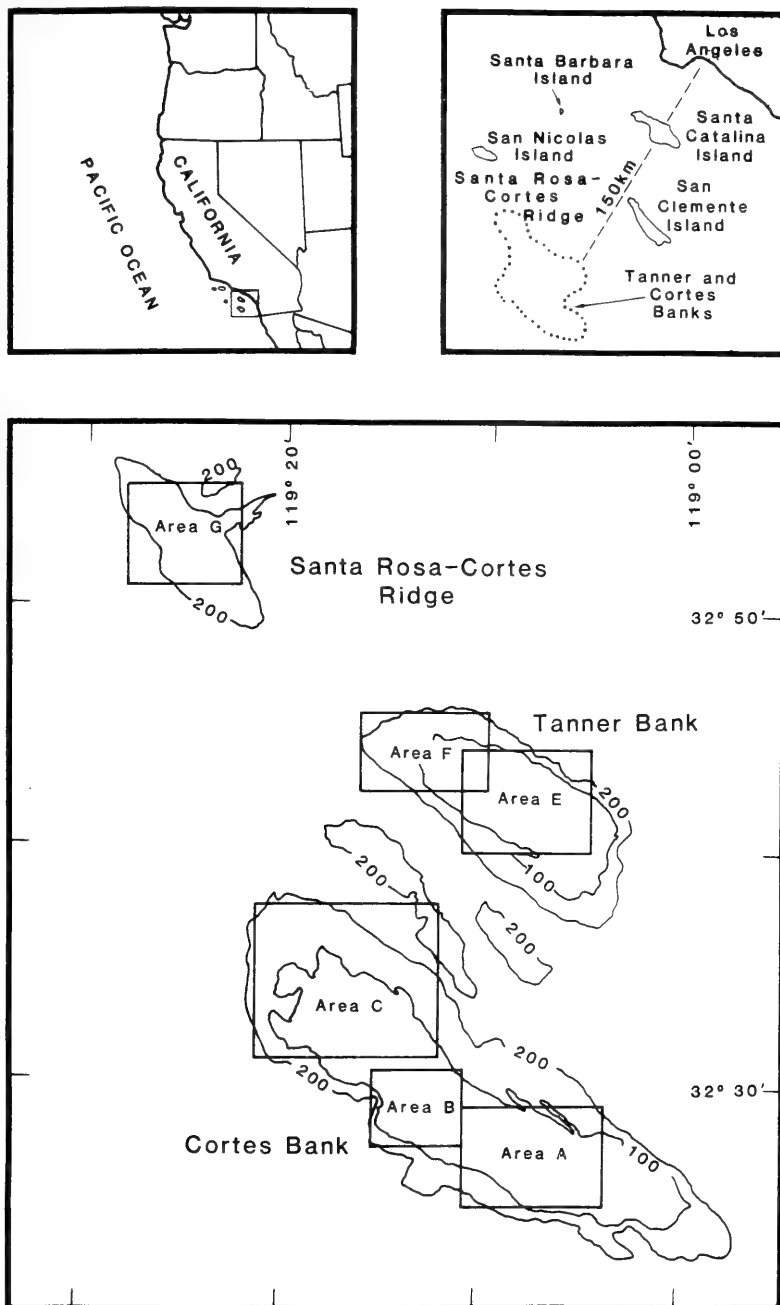 PACIFIC OCEAN
CALIFORNIA
Los
Angeles
Santa Barbara
Island
Santa
Catalina
Island
San Nicolas
Island
Santa Rosa-
Cortes
Ridge
150km
San
Clemente
Island
Tanner and
Cortes
Banks
200
119° 20'
119° 00'
Area G
Santa Rosa-Cortes
Ridge
200
32° 50'
Tanner Bank
Area F
Area E
200
200
100
200
Area C
200
200
32° 30'
Area B
Cortes Bank
Area A
100